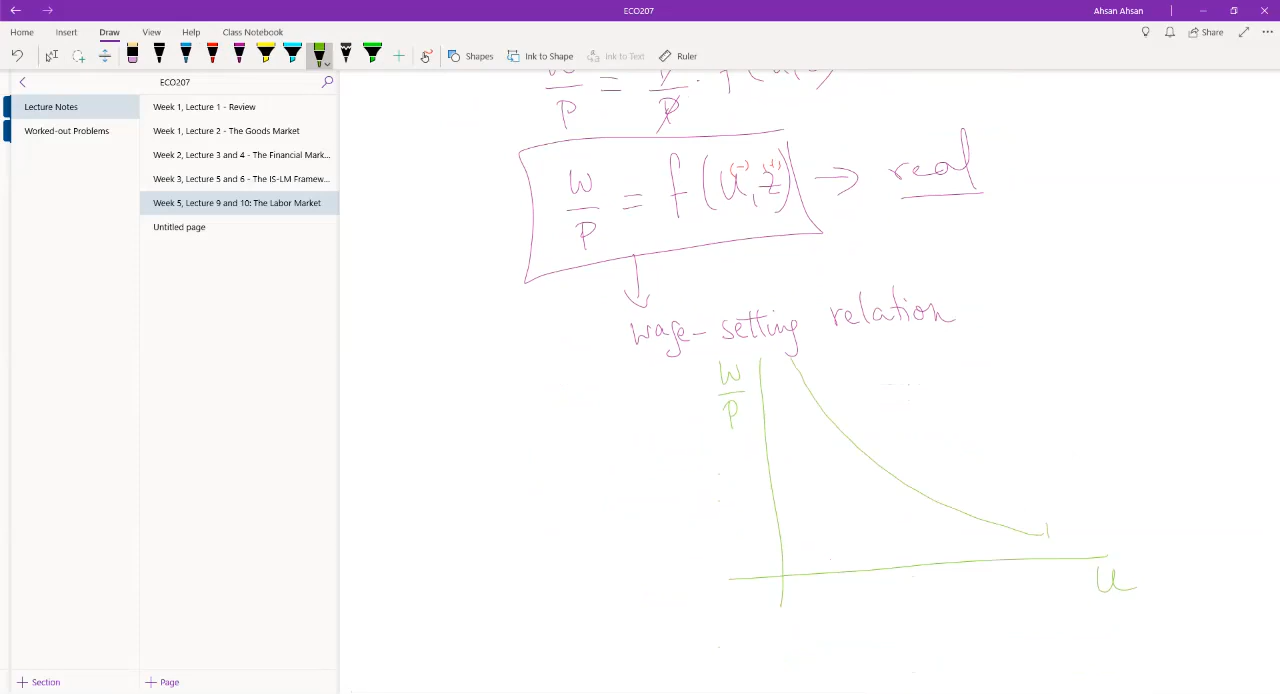 ECO207
Ahsan Ahsan
Home Insert Draw View Help Class Notebook
Share
Shapes Ink to Shape Ink to Text Ruler
ECO207
Lecture Notes
Worked-out Problems
Week 1, Lecture 1 - Review
Week 1, Lecture 2 - The Goods Market
Week 2, Lecture 3 and 4 - The Financial Mark...
Week 3, Lecture 5 and 6 - The IS-LM Framew...
Week 5, Lecture 9 and 10: The Labor Market
Untitled page
W/P = P/P .
W/P = f(u(-), z(+)) → real
wage-setting relation
W/P
u
+ Section
+ Page